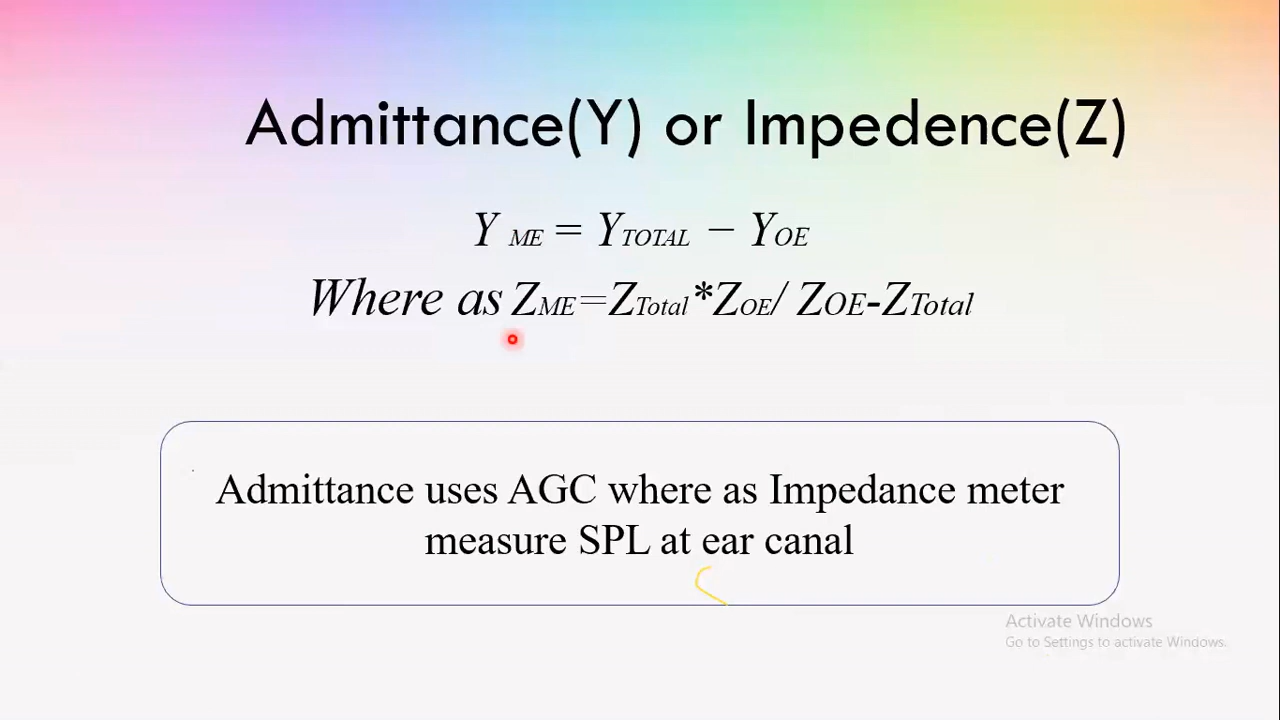 Admittance(Y) or Impedence(Z)
Y ME = YTOTAL − YOE
Where as ZME=ZTotal*ZOE/ ZOE-ZTotal
Admittance uses AGC where as Impedance meter
measure SPL at ear canal
Activate Windows
Go to Settings to activate Windows.